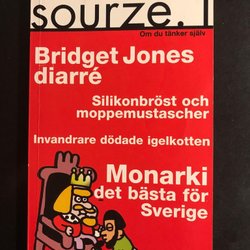 sourze. 1
Om du tänker själv
Bridget Jones
diarré
Silikonbröst och
moppemustascher
Invandrare dödade igelkotten
Monarki
det bästa för
Sverige